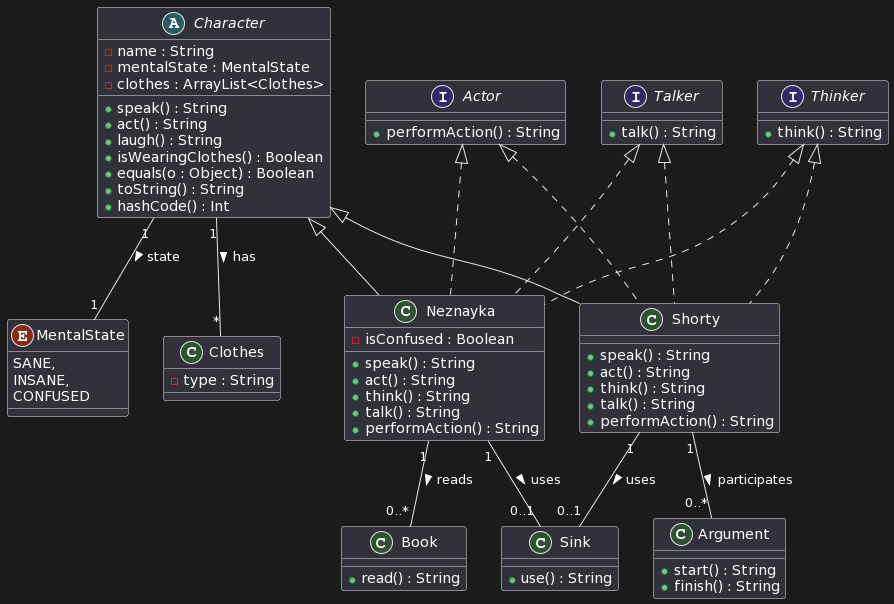 A Character
name : String
mentalState : MentalState
clothes : ArrayList<Clothes>
speak() : String
act() : String
laugh() : String
isWearingClothes() : Boolean
equals(o : Object) : Boolean
toString() : String
hashCode() : Int
I Actor
performAction() : String
I Talker
talk() : String
I Thinker
think() : String
1
state
1
1
has
*
E MentalState
SANE,
INSANE,
CONFUSED
C Clothes
type : String
C Neznayka
isConfused : Boolean
speak() : String
act() : String
think() : String
talk() : String
performAction() : String
C Shorty
speak() : String
act() : String
think() : String
talk() : String
performAction() : String
1
reads
0..*
1
uses
0..1
1
uses
0..1
1
participates
0..*
C Book
read() : String
C Sink
use() : String
C Argument
start() : String
finish() : String